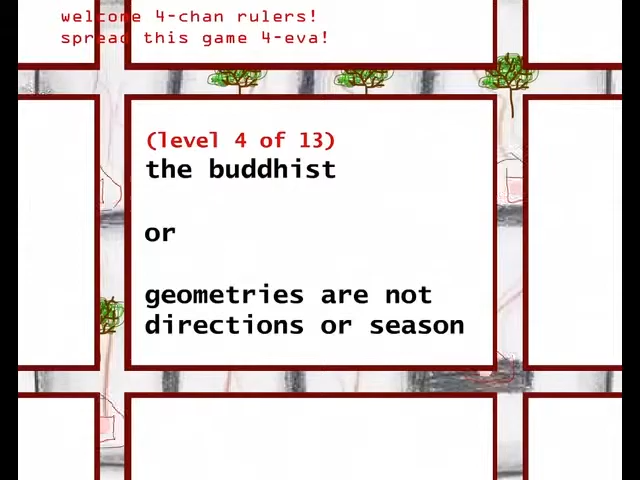 welcome 4-chan rulers!
spread this game 4-eva!
(level 4 of 13)
the buddhist
or
geometries are not
directions or season